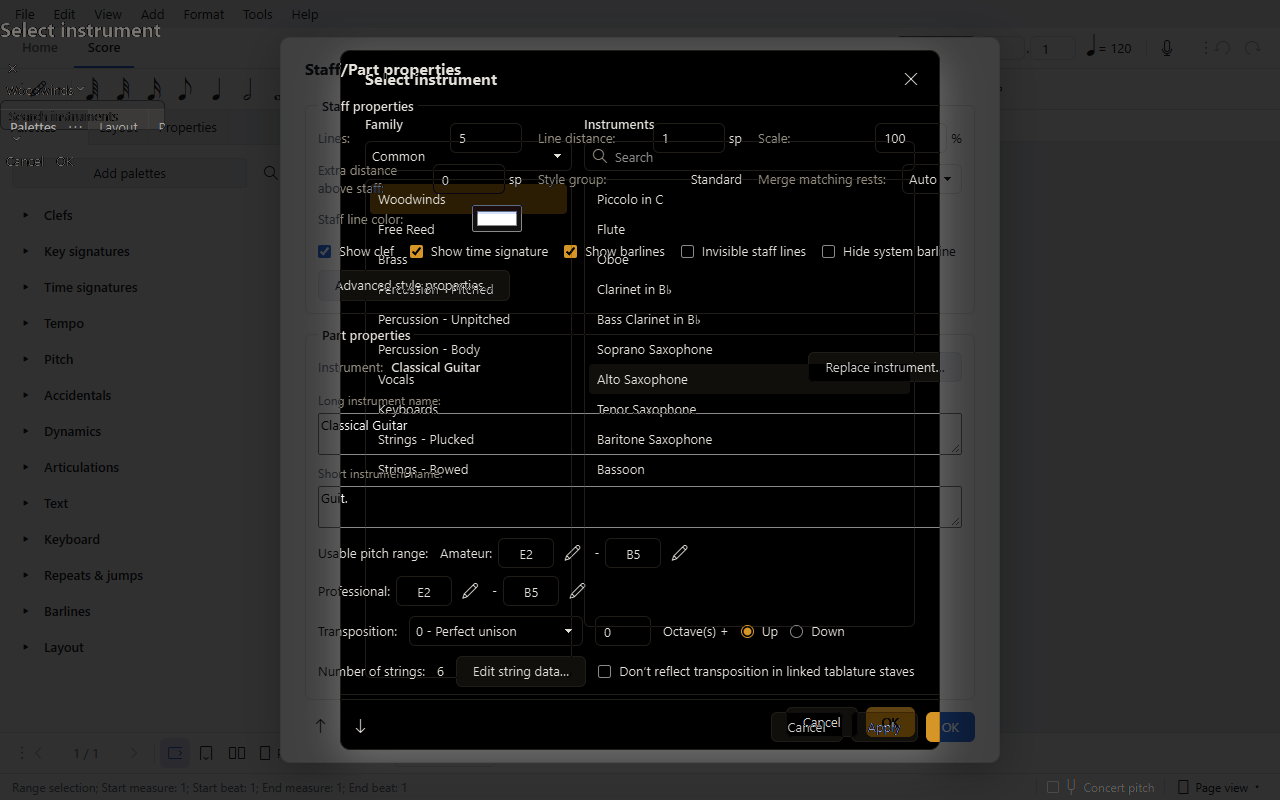 File Edit View Add Format Tools Help
Select instrument
Home Score
1
= 120
Staff/Part properties
Select instrument
Woodwinds
Staff properties
Search instruments
Family
Instruments
Palettes
Layout
Properties
Lines:
5
Line distance:
1
sp
Scale:
100
%
Common
Search
Cancel OK
Add palettes
Extra distance above staff:
0
sp
Style group:
Standard
Merge matching rests:
Auto
Woodwinds
Piccolo in C
Clefs
Staff line color:
Free Reed
Flute
Key signatures
Show clef
Show time signature
Show barlines
Invisible staff lines
Hide system barline
Brass
Oboe
Time signatures
Advanced style properties
Percussion - Pitched
Clarinet in B♭
Tempo
Percussion - Unpitched
Bass Clarinet in B♭
Part properties
Percussion - Body
Soprano Saxophone
Pitch
Instrument: Classical Guitar
Replace instrument...
Vocals
Alto Saxophone
Accidentals
Long instrument name:
Keyboards
Tenor Saxophone
Classical Guitar
Dynamics
Strings - Plucked
Baritone Saxophone
Articulations
Short instrument name:
Strings - Bowed
Bassoon
Text
Guit.
Keyboard
Usable pitch range: Amateur: E2 - B5
Repeats & jumps
Professional: E2 - B5
Barlines
Transposition: 0 - Perfect unison
0
Octave(s) +
Up
Down
Layout
Number of strings: 6
Edit string data...
Don't reflect transposition in linked tablature staves
Cancel
OK
Cancel
Apply
OK
1 / 1
Range selection; Start measure: 1; Start beat: 1; End measure: 1; End beat: 1
Concert pitch
Page view